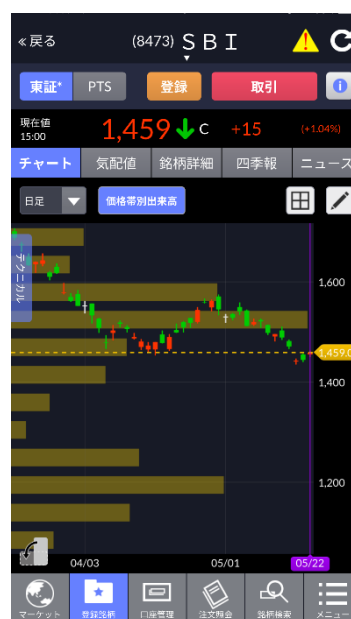 ≪戻る
(8473) ＳＢＩ
▼
東証* PTS 登録 取引 i
現在値
15:00
1,459 C +15 (+1.04%)
チャート 気配値 銘柄詳細 四季報 ニュース
日足 価格帯別出来高
テクニカル
1,600
1,459.0
1,400
1,200
04/03 05/01 05/22
マーケット 登録銘柄 口座管理 注文照会 銘柄検索 メニュー